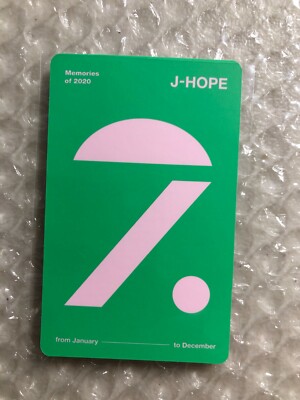 Memories
of 2020
J-HOPE
from January
to December